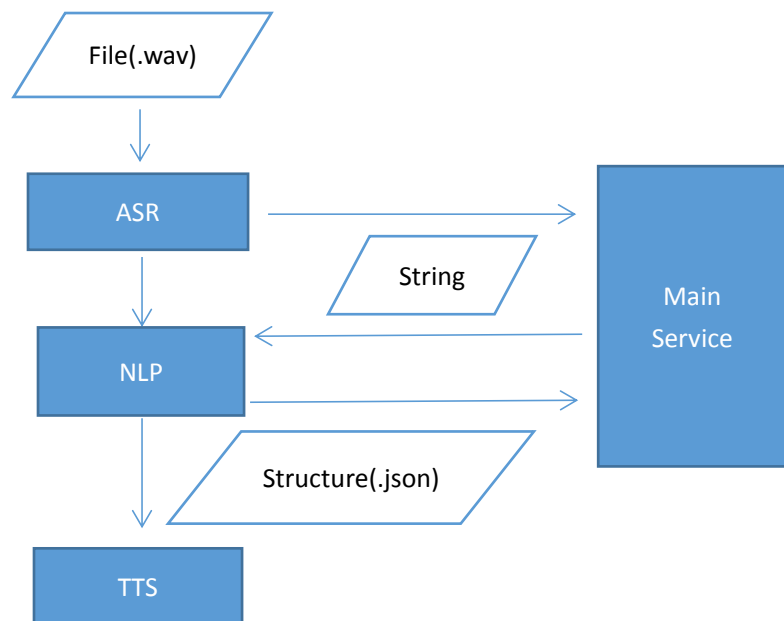 File(.wav)
ASR
String
Main
Service
NLP
Structure(.json)
TTS